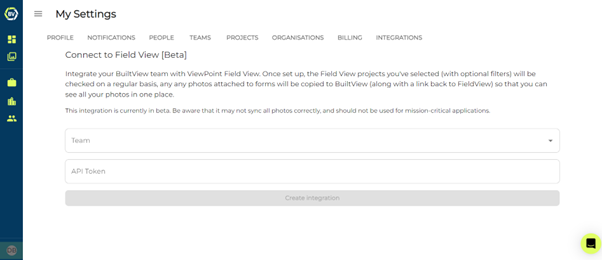 BV
My Settings
PROFILE NOTIFICATIONS PEOPLE TEAMS PROJECTS ORGANISATIONS BILLING INTEGRATIONS
Connect to Field View [Beta]
Integrate your BuiltView team with ViewPoint Field View. Once set up, the Field View projects you've selected (with optional filters) will be
checked on a regular basis, any any photos attached to forms will be copied to BuiltView (along with a link back to FieldView) so that you can
see all your photos in one place.
This integration is currently in beta. Be aware that it may not sync all photos correctly, and should not be used for mission-critical applications.
Team
API Token
Create Integration